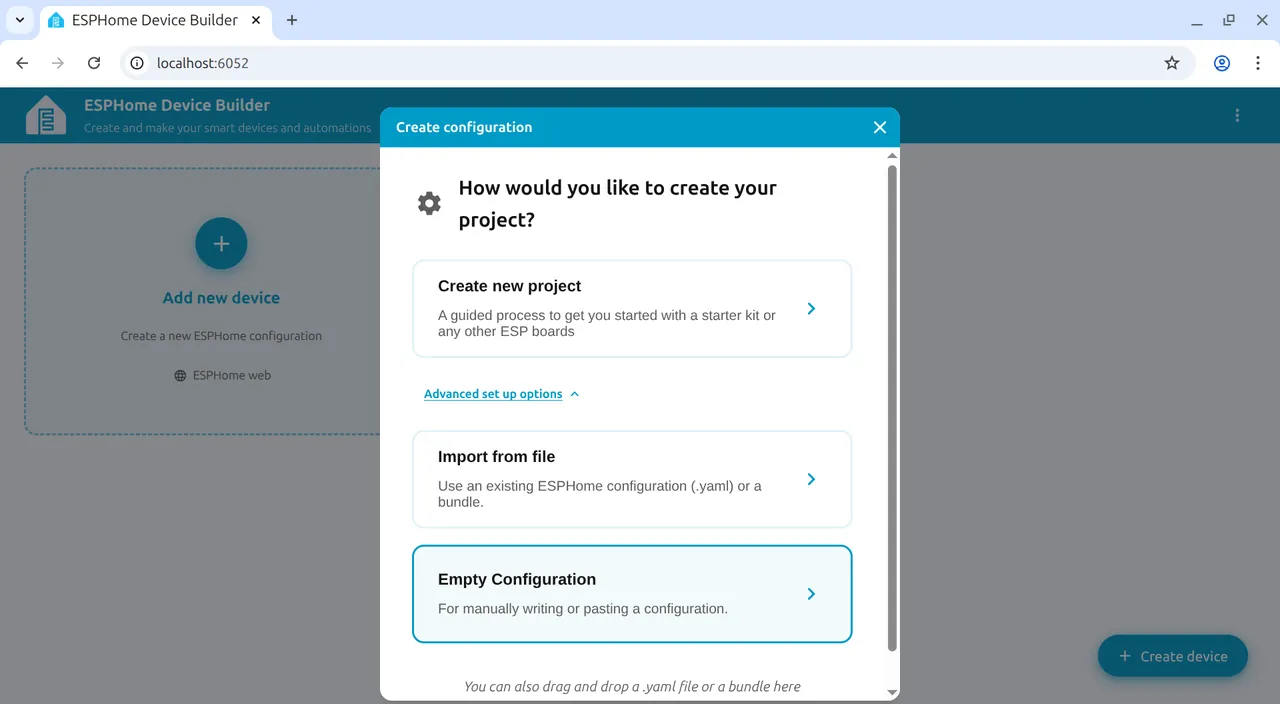 ESPHome Device Builder
localhost:6052
ESPHome Device Builder
Create and make your smart devices and automations
Create configuration
How would you like to create your
project?
Create new project
A guided process to get you started with a starter kit or
any other ESP boards
Advanced set up options
Import from file
Use an existing ESPHome configuration (.yaml) or a
bundle.
Empty Configuration
For manually writing or pasting a configuration.
You can also drag and drop a .yaml file or a bundle here
Add new device
Create a new ESPHome configuration
ESPHome web
Create device